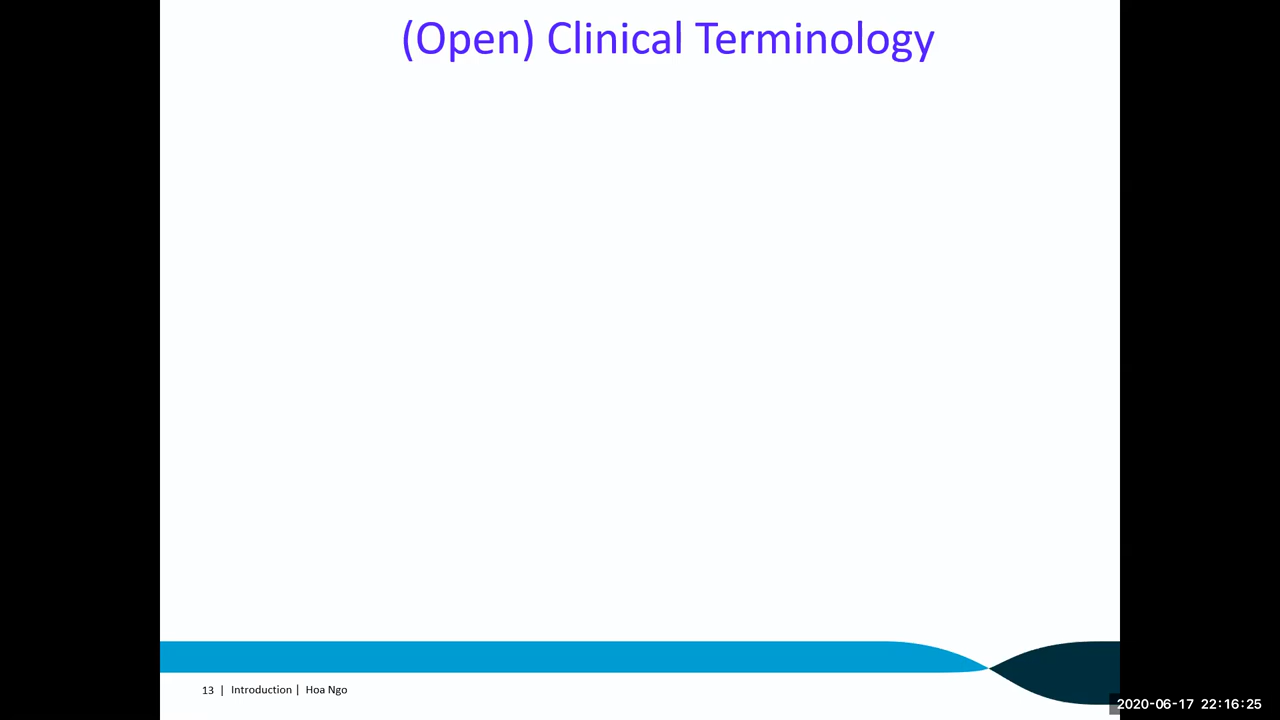 (Open) Clinical Terminology
13 | Introduction | Hoa Ngo
2020-06-17 22:16:25